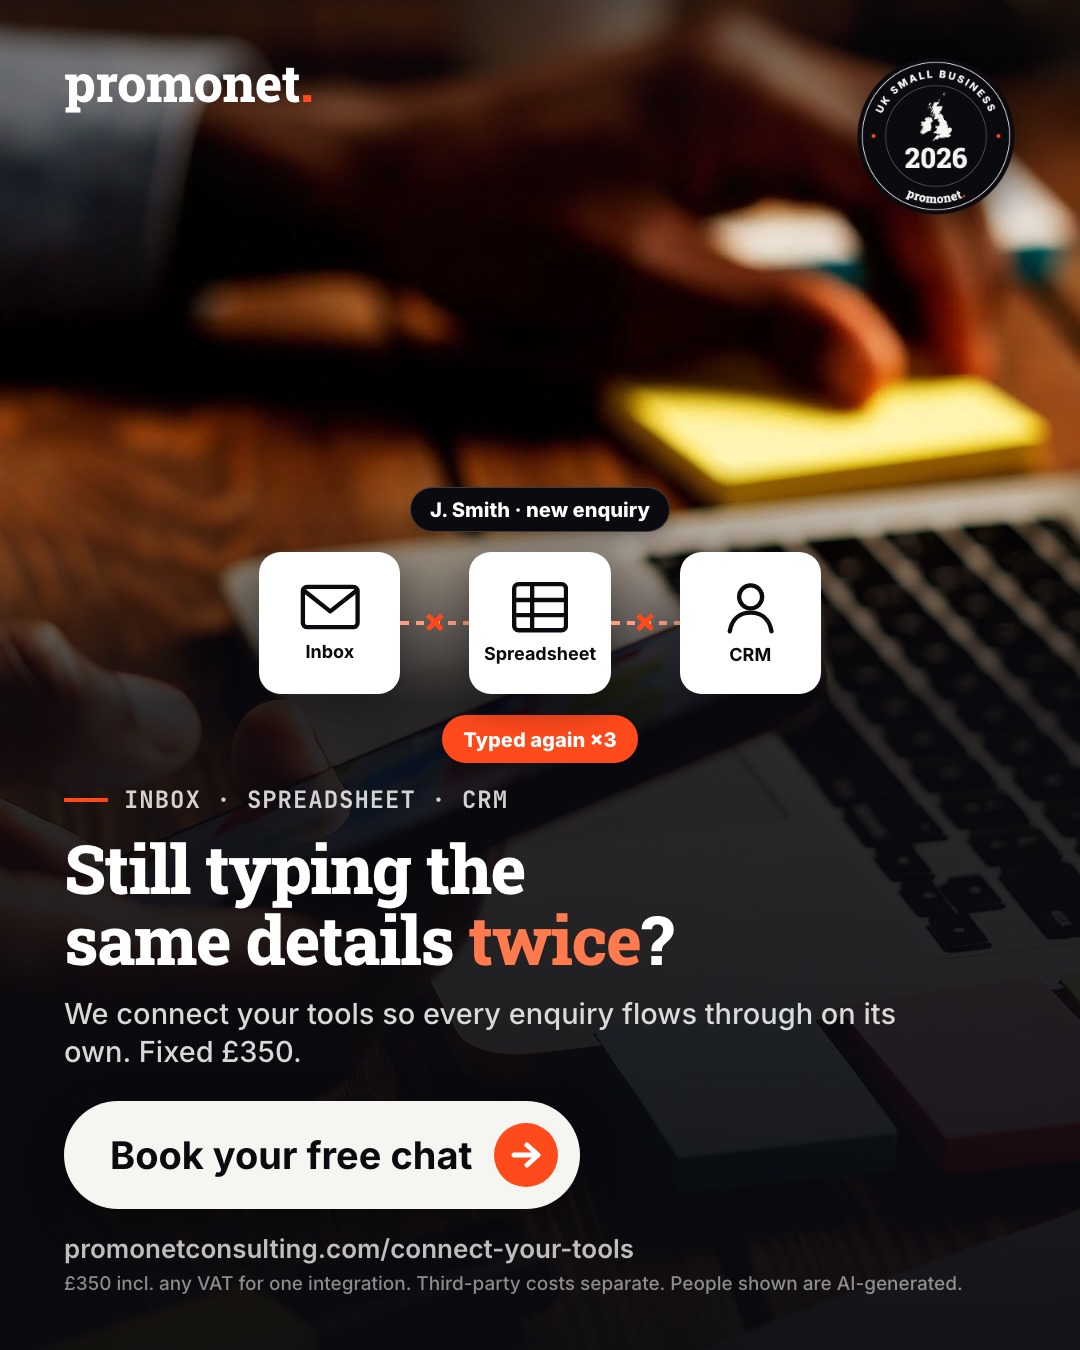 promonet.
UK SMALL BUSINESS
2026
promonet.
J. Smith · new enquiry
Inbox
Spreadsheet
CRM
Typed again ×3
INBOX · SPREADSHEET · CRM
Still typing the
same details twice?
We connect your tools so every enquiry flows through on its
own. Fixed £350.
Book your free chat
promonetconsulting.com/connect-your-tools
£350 incl. any VAT for one integration. Third-party costs separate. People shown are AI-generated.